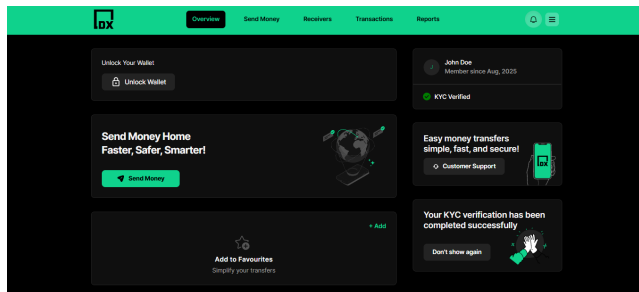 DX
Overview
Send Money
Receivers
Transactions
Reports
Unlock Your Wallet
Unlock Wallet
John Doe
Member since Aug, 2025
KYC Verified
Send Money Home
Faster, Safer, Smarter!
Send Money
Easy money transfers
simple, fast, and secure!
Customer Support
DX
+ Add
Add to Favourites
Simplify your transfers
Your KYC verification has been
completed successfully
Don't show again